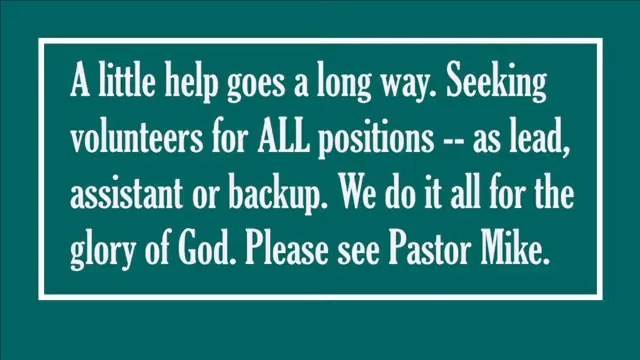 A little help goes a long way. Seeking
volunteers for ALL positions -- as lead,
assistant or backup. We do it all for the
glory of God. Please see Pastor Mike.